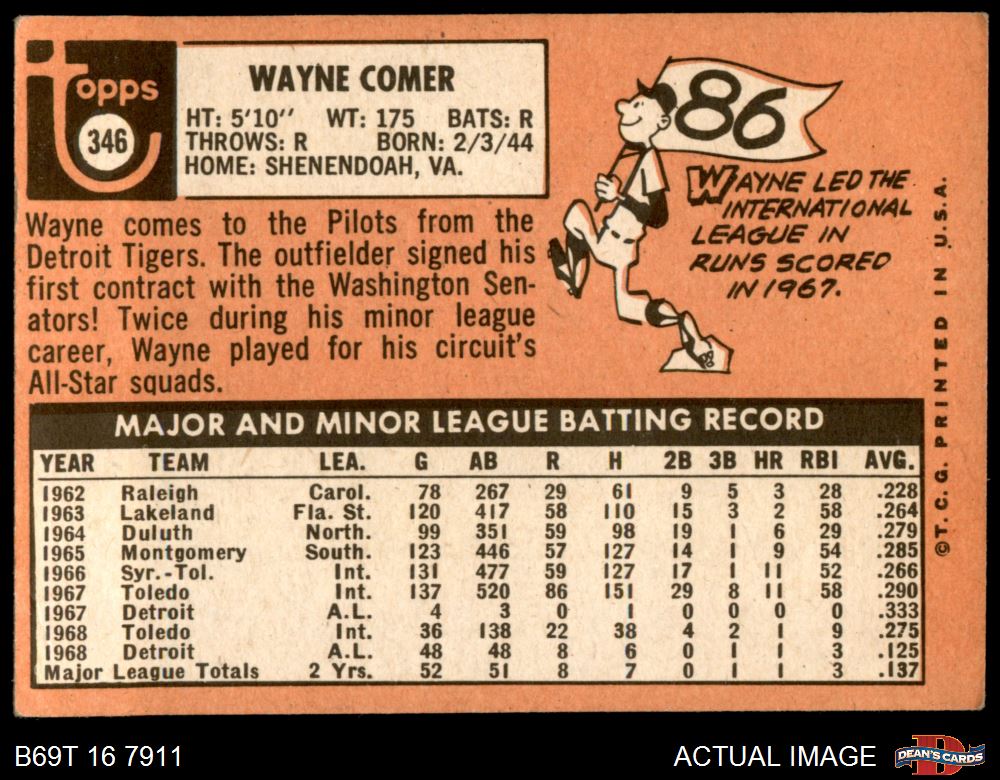 topps
346
WAYNE COMER
HT: 5'10" WT: 175 BATS: R
THROWS: R BORN: 2/3/44
HOME: SHENENDOAH, VA.
Wayne comes to the Pilots from the
Detroit Tigers. The outfielder signed his
first contract with the Washington Sen-
ators! Twice during his minor league
career, Wayne played for his circuit's
All-Star squads.
86
WAYNE LED THE
INTERNATIONAL
LEAGUE IN
RUNS SCORED
IN 1967.
©T. C. G. PRINTED IN U.S.A.
MAJOR AND MINOR LEAGUE BATTING RECORD
YEAR TEAM LEA. G AB R H 2B 3B HR RBI AVG.
1962 Raleigh Carol. 78 267 29 61 9 5 3 28 .228
1963 Lakeland Fla. St. 120 417 58 110 15 3 2 58 .264
1964 Duluth North. 99 351 59 98 19 1 6 29 .279
1965 Montgomery South. 123 446 57 127 14 1 9 54 .285
1966 Syr.-Tol. Int. 131 477 59 127 17 1 11 52 .266
1967 Toledo Int. 137 520 86 151 29 8 11 58 .290
1967 Detroit A.L. 4 3 0 1 0 0 0 0 .333
1968 Toledo Int. 36 138 22 38 4 2 1 9 .275
1968 Detroit A.L. 48 48 8 6 0 1 1 3 .125
Major League Totals 2 Yrs. 52 51 8 7 0 1 1 3 .137
B69T 16 7911
ACTUAL IMAGE
DEAN'S CARDS